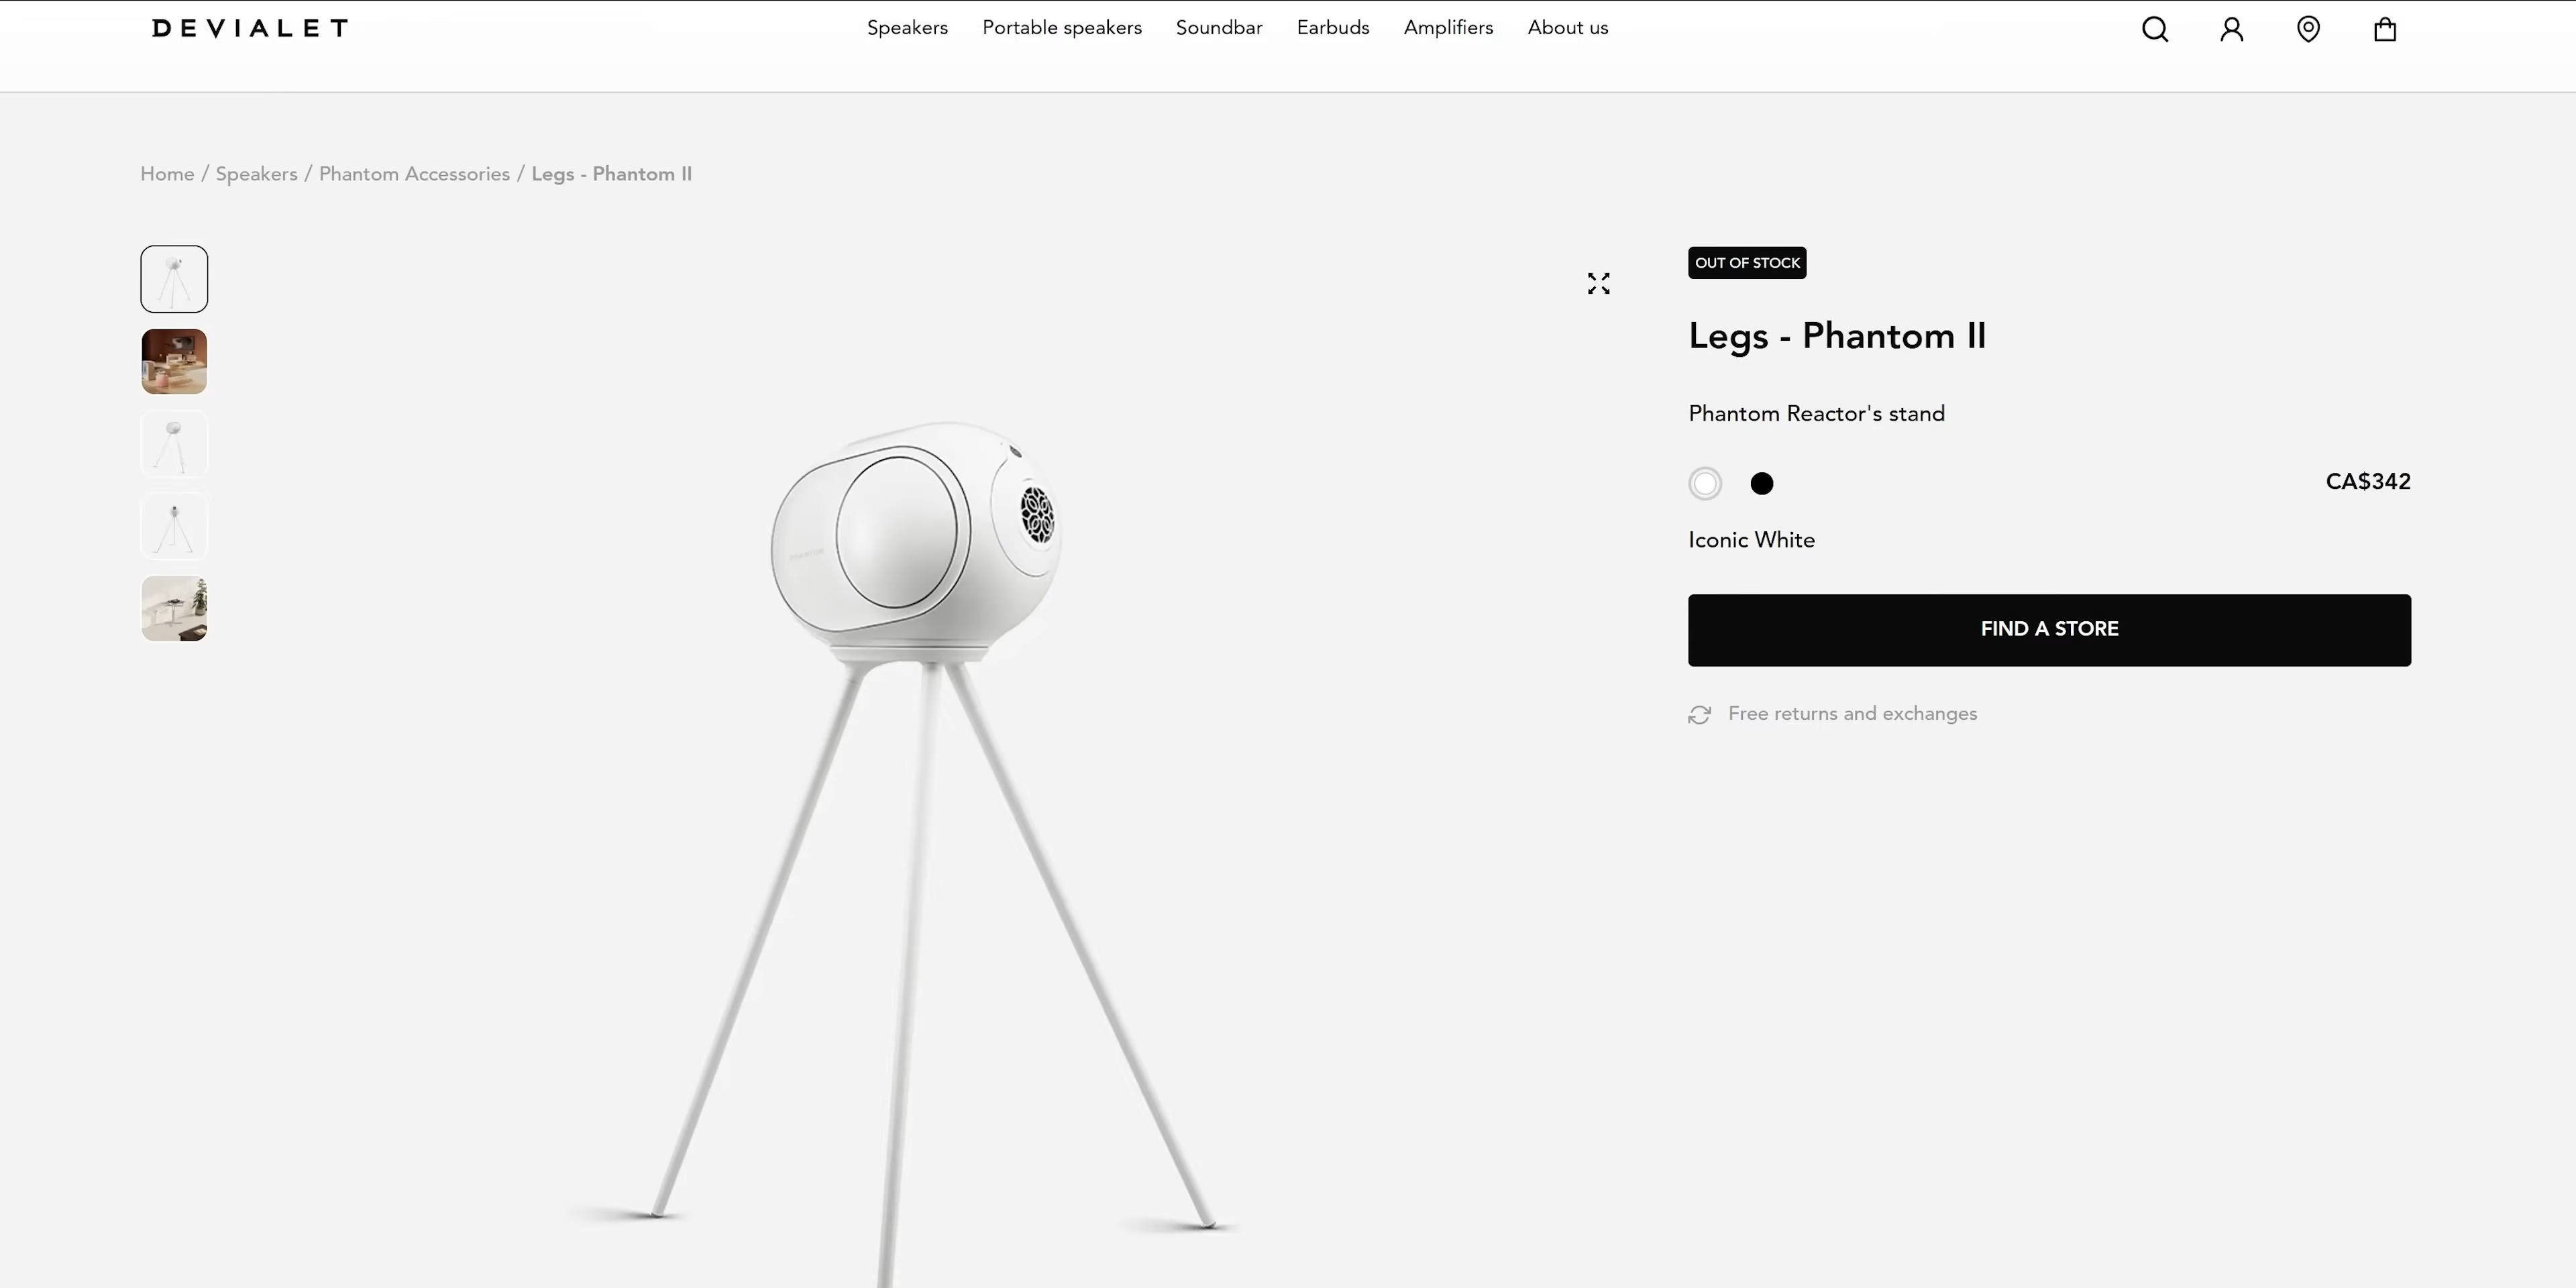 DEVIALET
Speakers Portable speakers Soundbar Earbuds Amplifiers About us
Home / Speakers / Phantom Accessories / Legs - Phantom II
OUT OF STOCK
Legs - Phantom II
Phantom Reactor's stand
CA$342
Iconic White
FIND A STORE
Free returns and exchanges